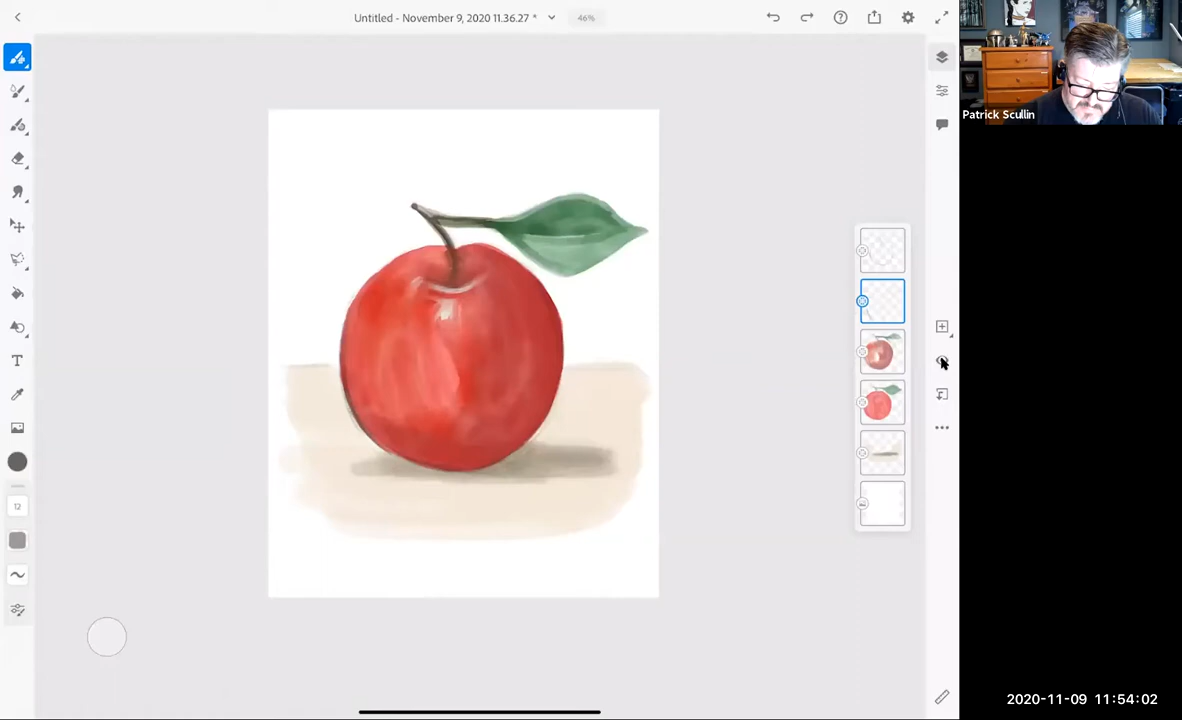 Untitled - November 9, 2020 11.36.27 *
46%
Patrick Scullin
T
12
2020-11-09 11:54:02